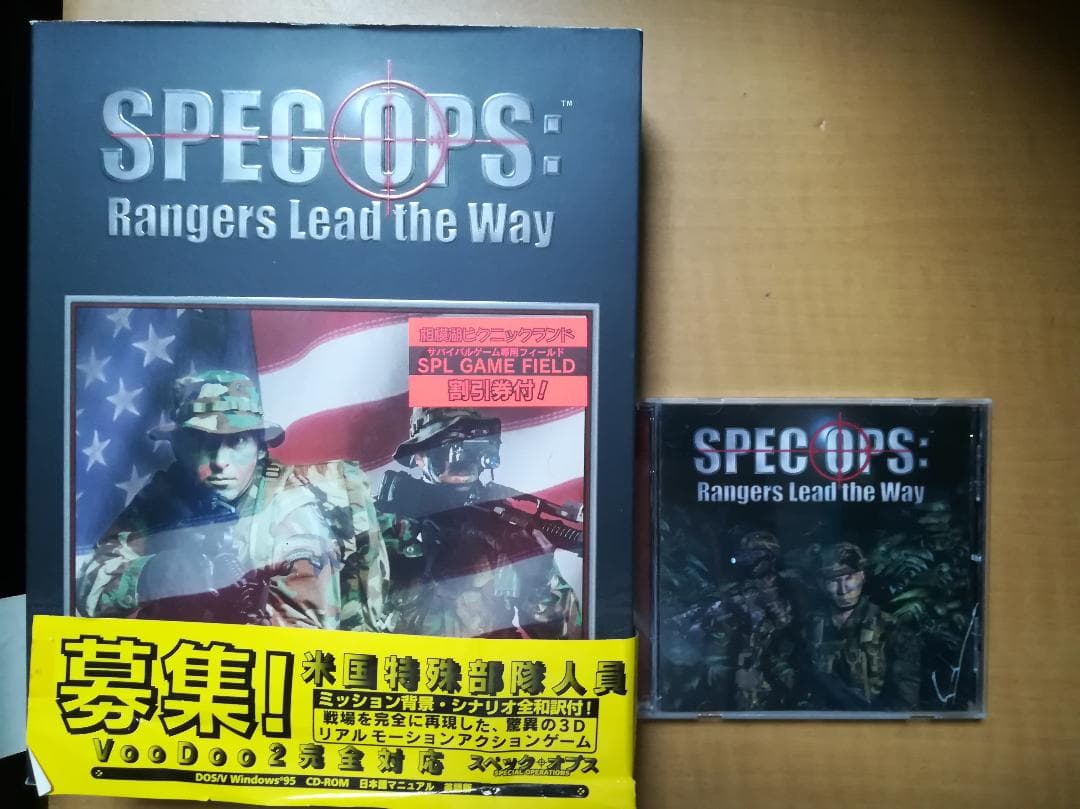 SPEC OPS: ™
Rangers Lead the Way
相模湖ピクニックランド
サバイバルゲーム専用フィールド
SPL GAME FIELD
割引券付!
募集!
米国特殊部隊人員
ミッション背景・シナリオ全和訳付!
戦場を完全に再現した、驚異の3D
リアルモーションアクションゲーム
VooDoo2完全対応
スペックオプス
SPECIAL OPERATIONS
DOS/V Windows®95 CD-ROM 日本語マニュアル 英語版
SPEC OPS:
Rangers Lead the Way